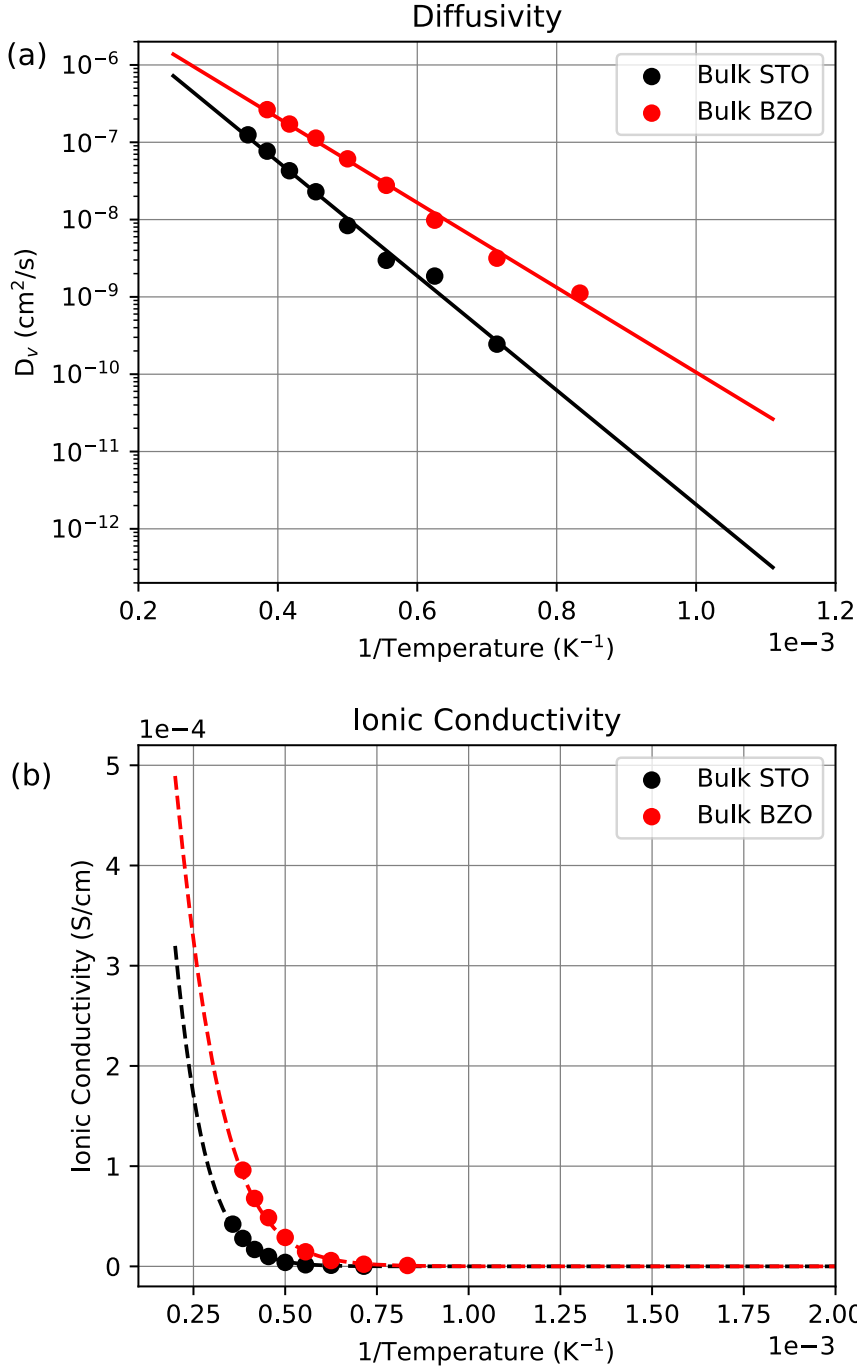 Diffusivity
(a)
Bulk STO
Bulk BZO
10⁻⁶
10⁻⁷
10⁻⁸
10⁻⁹
10⁻¹⁰
10⁻¹¹
10⁻¹²
Dᵥ (cm²/s)
0.2 0.4 0.6 0.8 1.0 1.2
1/Temperature (K⁻¹)
1e−3
1e−4
Ionic Conductivity
(b)
Bulk STO
Bulk BZO
5
4
3
2
1
0
Ionic Conductivity (S/cm)
0.25 0.50 0.75 1.00 1.25 1.50 1.75 2.00
1/Temperature (K⁻¹)
1e−3